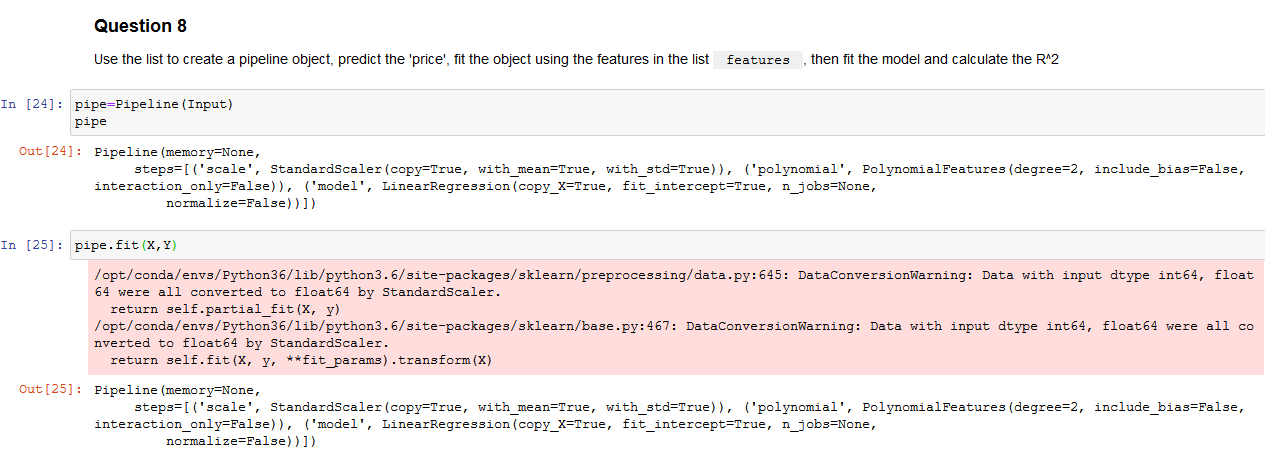 Question 8
Use the list to create a pipeline object, predict the 'price', fit the object using the features in the list features , then fit the model and calculate the R^2
In [24]: pipe=Pipeline(Input)
pipe
Out[24]: Pipeline(memory=None,
steps=[('scale', StandardScaler(copy=True, with_mean=True, with_std=True)), ('polynomial', PolynomialFeatures(degree=2, include_bias=False,
interaction_only=False)), ('model', LinearRegression(copy_X=True, fit_intercept=True, n_jobs=None,
normalize=False))])
In [25]: pipe.fit(X,Y)
/opt/conda/envs/Python36/lib/python3.6/site-packages/sklearn/preprocessing/data.py:645: DataConversionWarning: Data with input dtype int64, float
64 were all converted to float64 by StandardScaler.
return self.partial_fit(X, y)
/opt/conda/envs/Python36/lib/python3.6/site-packages/sklearn/base.py:467: DataConversionWarning: Data with input dtype int64, float64 were all co
nverted to float64 by StandardScaler.
return self.fit(X, y, **fit_params).transform(X)
Out[25]: Pipeline(memory=None,
steps=[('scale', StandardScaler(copy=True, with_mean=True, with_std=True)), ('polynomial', PolynomialFeatures(degree=2, include_bias=False,
interaction_only=False)), ('model', LinearRegression(copy_X=True, fit_intercept=True, n_jobs=None,
normalize=False))])